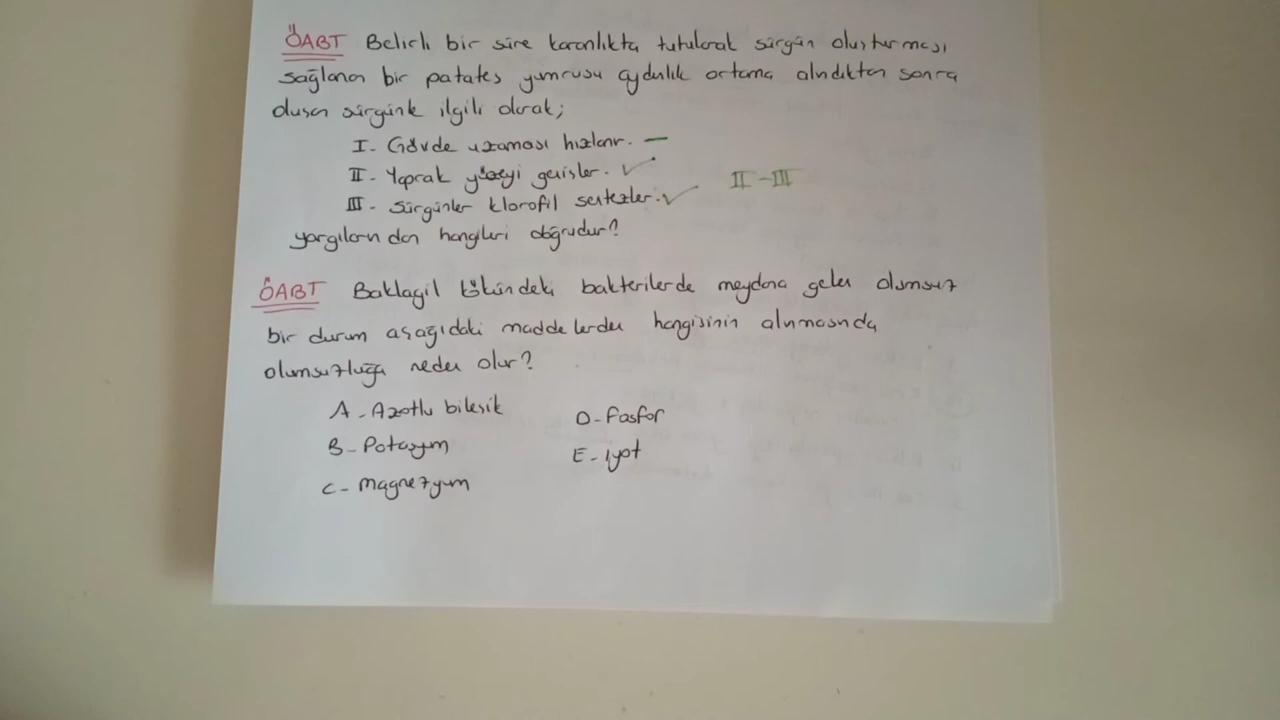 ÖABT Belirli bir süre karanlıkta tutularak sürgün oluşturması
sağlanan bir patates yumrusu aydınlık ortama alındıktan sonra
oluşan sürgünle ilgili olarak;
I- Gövde uzaması hızlanır. —
II- Yaprak yüzeyi genişler. ✓
III- Sürgünler klorofil sentezler. ✓
II-III
yargılarından hangileri doğrudur?
ÖABT Baklagil kökündeki bakterilerde meydana gelen olumsuz
bir durum aşağıdaki maddelerden hangisinin alınmasında
olumsuzluğa neden olur?
A-Azotlu bileşik
B-Potasyum
C-Magnezyum
D-Fosfor
E-İyot